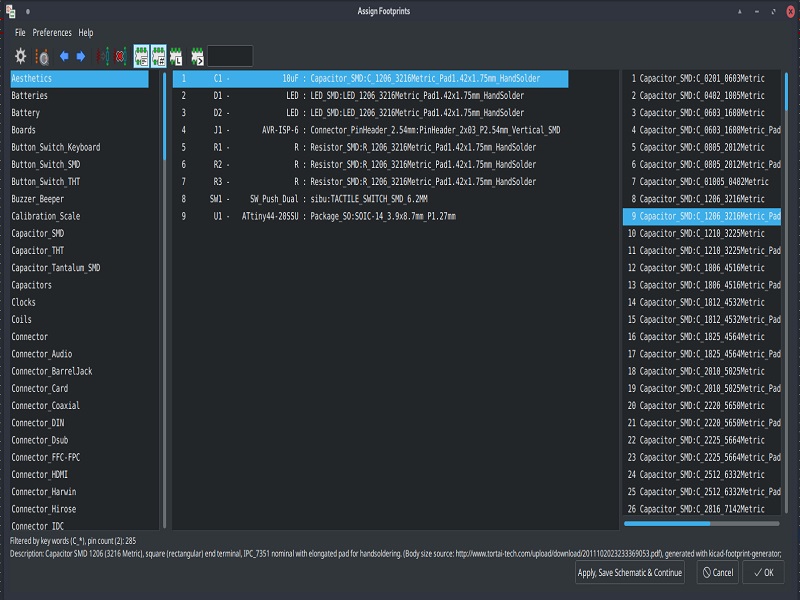 Assign Footprints
File Preferences Help
Aesthetics
Batteries
Battery
Boards
Button_Switch_Keyboard
Button_Switch_SMD
Button_Switch_THT
Buzzer_Beeper
Calibration_Scale
Capacitor_SMD
Capacitor_THT
Capacitor_Tantalum_SMD
Capacitors
Clocks
Coils
Connector
Connector_Audio
Connector_BarrelJack
Connector_Card
Connector_Coaxial
Connector_DIN
Connector_Dsub
Connector_FFC-FPC
Connector_HDMI
Connector_Harwin
Connector_Hirose
Connector_IDC
1 C1 - 10uF : Capacitor_SMD:C_1206_3216Metric_Pad1.42x1.75mm_HandSolder
2 D1 - LED : LED_SMD:LED_1206_3216Metric_Pad1.42x1.75mm_HandSolder
3 D2 - LED : LED_SMD:LED_1206_3216Metric_Pad1.42x1.75mm_HandSolder
4 J1 - AVR-ISP-6 : Connector_PinHeader_2.54mm:PinHeader_2x03_P2.54mm_Vertical_SMD
5 R1 - R : Resistor_SMD:R_1206_3216Metric_Pad1.42x1.75mm_HandSolder
6 R2 - R : Resistor_SMD:R_1206_3216Metric_Pad1.42x1.75mm_HandSolder
7 R3 - R : Resistor_SMD:R_1206_3216Metric_Pad1.42x1.75mm_HandSolder
8 SW1 - SW_Push_Dual : sibu:TACTILE_SWITCH_SMD_6.2MM
9 U1 - ATtiny44-20SSU : Package_SO:SOIC-14_3.9x8.7mm_P1.27mm
1 Capacitor_SMD:C_0201_0603Metric
2 Capacitor_SMD:C_0402_1005Metric
3 Capacitor_SMD:C_0603_1608Metric
4 Capacitor_SMD:C_0603_1608Metric_Pad
5 Capacitor_SMD:C_0805_2012Metric
6 Capacitor_SMD:C_0805_2012Metric_Pad
7 Capacitor_SMD:C_01005_0402Metric
8 Capacitor_SMD:C_1206_3216Metric
9 Capacitor_SMD:C_1206_3216Metric_Pad
10 Capacitor_SMD:C_1210_3225Metric
11 Capacitor_SMD:C_1210_3225Metric_Pad
12 Capacitor_SMD:C_1806_4516Metric
13 Capacitor_SMD:C_1806_4516Metric_Pad
14 Capacitor_SMD:C_1812_4532Metric
15 Capacitor_SMD:C_1812_4532Metric_Pad
16 Capacitor_SMD:C_1825_4564Metric
17 Capacitor_SMD:C_1825_4564Metric_Pad
18 Capacitor_SMD:C_2010_5025Metric
19 Capacitor_SMD:C_2010_5025Metric_Pad
20 Capacitor_SMD:C_2220_5650Metric
21 Capacitor_SMD:C_2220_5650Metric_Pad
22 Capacitor_SMD:C_2225_5664Metric
23 Capacitor_SMD:C_2225_5664Metric_Pad
24 Capacitor_SMD:C_2512_6332Metric
25 Capacitor_SMD:C_2512_6332Metric_Pad
26 Capacitor_SMD:C_2816_7142Metric
Filtered by key words (C_*), pin count (2): 285
Description: Capacitor SMD 1206 (3216 Metric), square (rectangular) end terminal, IPC_7351 nominal with elongated pad for handsoldering. (Body size source: http://www.tortai-tech.com/upload/download/2011102023233369053.pdf), generated with kicad-footprint-generator;
Apply, Save Schematic & Continue Cancel OK